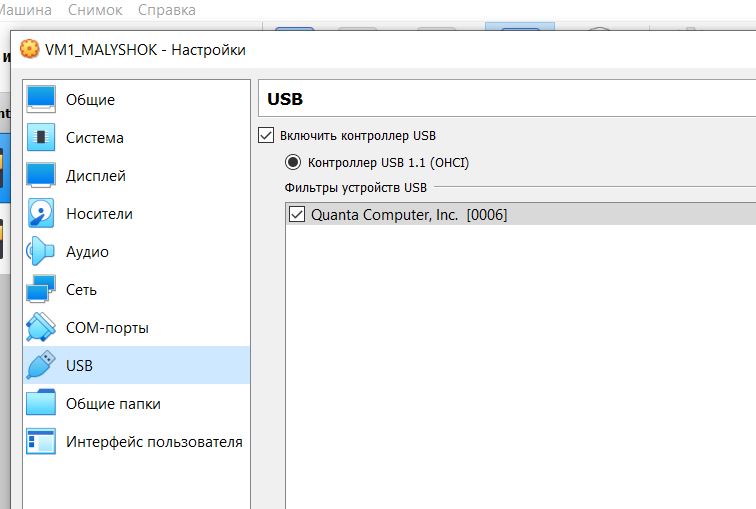 Машина Снимок Справка
VM1_MALYSHOK - Настройки
Общие
Система
Дисплей
Носители
Аудио
Сеть
COM-порты
USB
Общие папки
Интерфейс пользователя
USB
Включить контроллер USB
Контроллер USB 1.1 (OHCI)
Фильтры устройств USB
Quanta Computer, Inc. [0006]